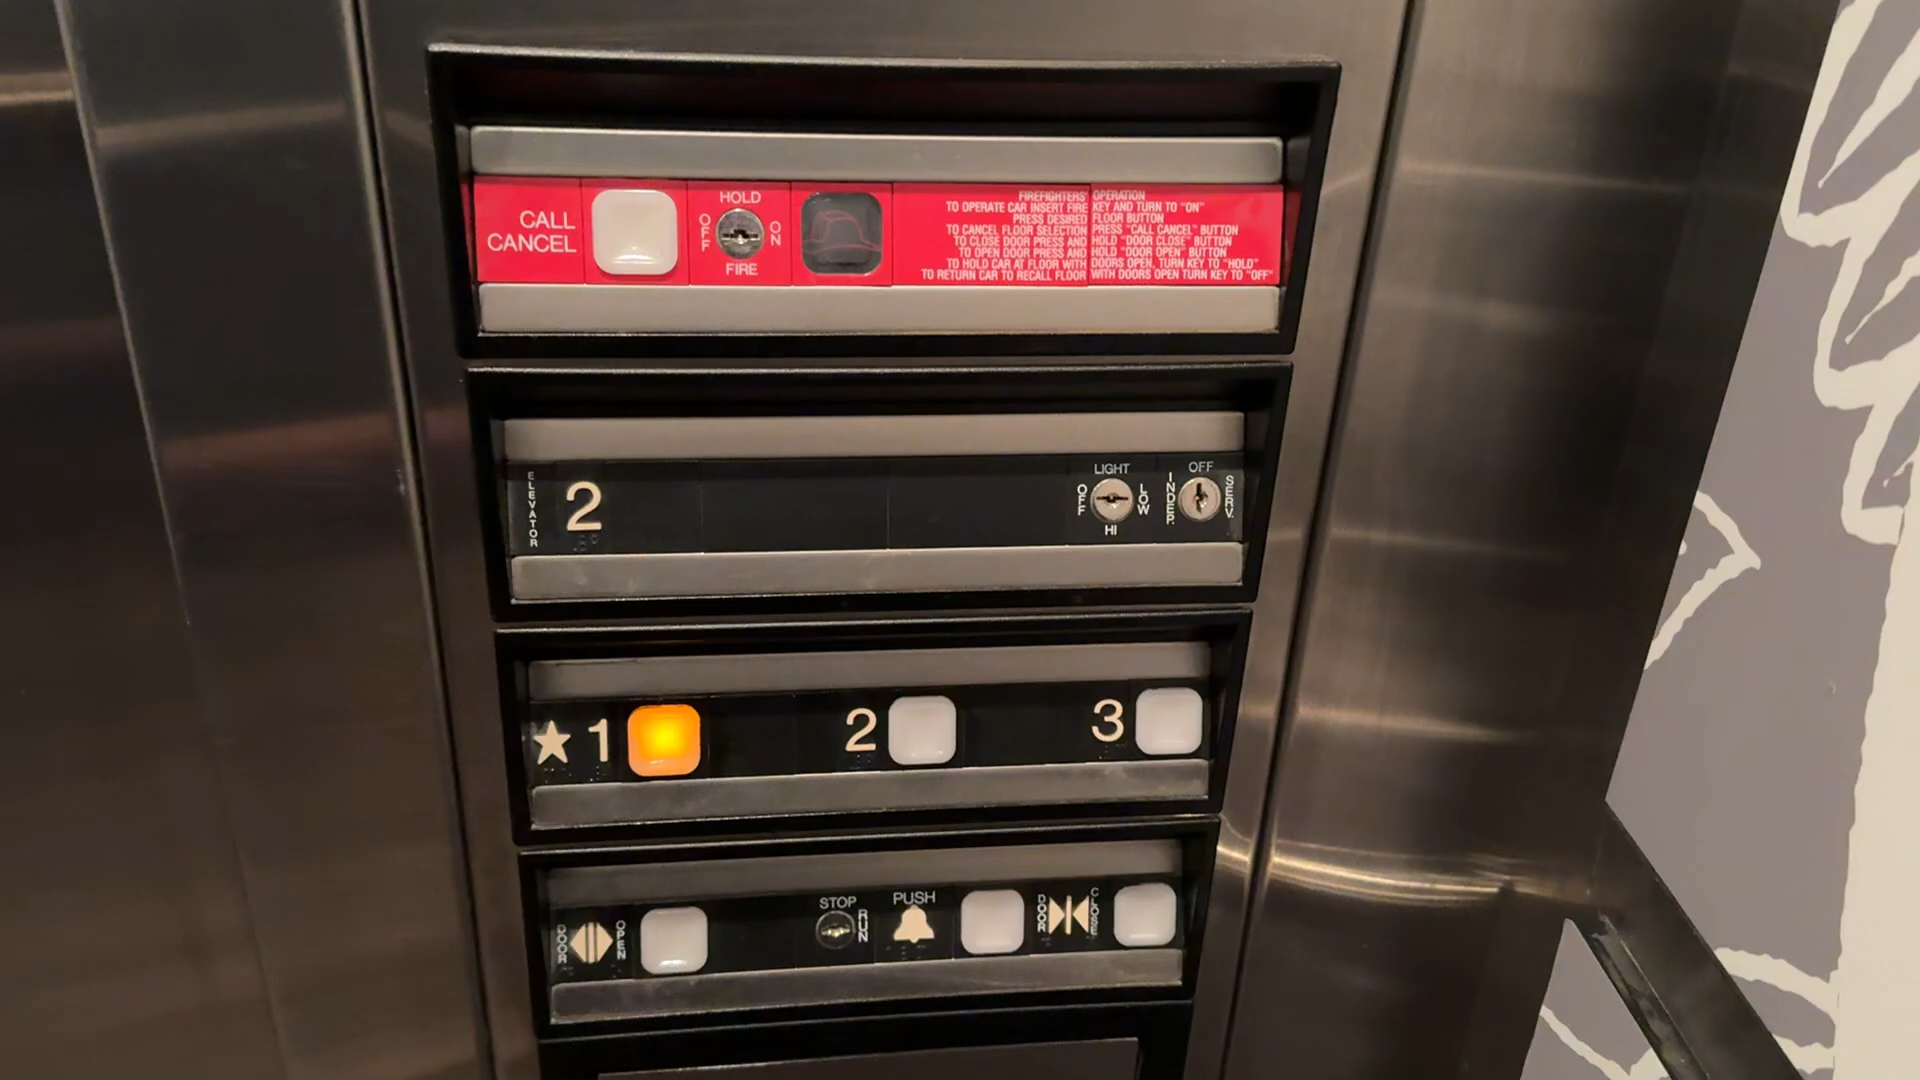 CALL
CANCEL
HOLD
OFF
ON
FIRE
FIREFIGHTERS' OPERATION
TO OPERATE CAR INSERT FIRE KEY AND TURN TO "ON"
PRESS DESIRED FLOOR BUTTON
TO CANCEL FLOOR SELECTION PRESS "CALL CANCEL" BUTTON
TO CLOSE DOOR PRESS AND HOLD "DOOR CLOSE" BUTTON
TO OPEN DOOR PRESS AND HOLD "DOOR OPEN" BUTTON
TO HOLD CAR AT FLOOR WITH DOORS OPEN, TURN KEY TO "HOLD"
TO RETURN CAR TO RECALL FLOOR WITH DOORS OPEN TURN KEY TO "OFF"
ELEVATOR
2
LIGHT
OFF
LOW
HI
OFF
INDEP.
SERV.
★ 1
2
3
DOOR
OPEN
STOP
RUN
PUSH
DOOR
CLOSE